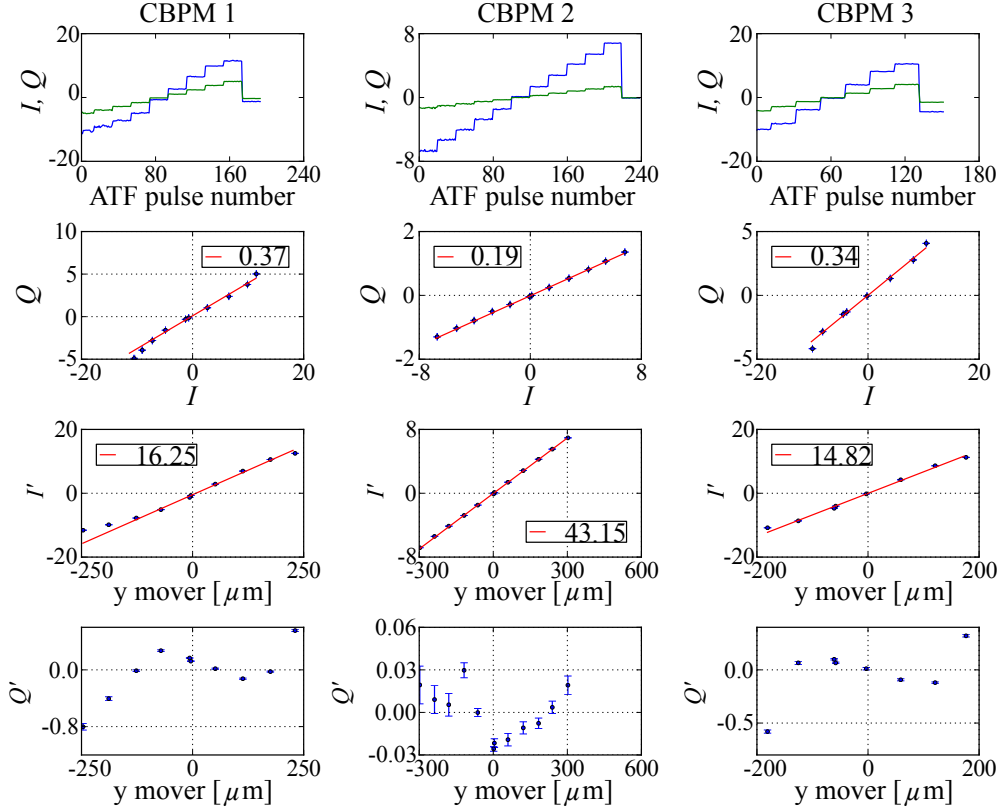 CBPM 1 CBPM 2 CBPM 3
20 8 20
I, Q I, Q I, Q
0 0 0
-20 -8 -20
0 80 160 240 0 60 120 180 240 0 60 120 180
ATF pulse number ATF pulse number ATF pulse number
10 2 5
0.37 0.19 0.34
5
Q Q Q
0 0 0
-5 -2 -5
-20 0 20 -8 0 8 -20 0 20
I I I
20 8 20
16.25 14.82
I' I' I'
0 0 0
43.15
-20 -8 -20
-250 0 250 -300 0 300 600 -200 0 200
y mover [μm] y mover [μm] y mover [μm]
0.06
0.0 0.03 0.0
Q' Q' Q'
0.00
-0.8 -0.5
-0.03
-250 0 250 -300 0 300 600 -200 0 200
y mover [μm] y mover [μm] y mover [μm]